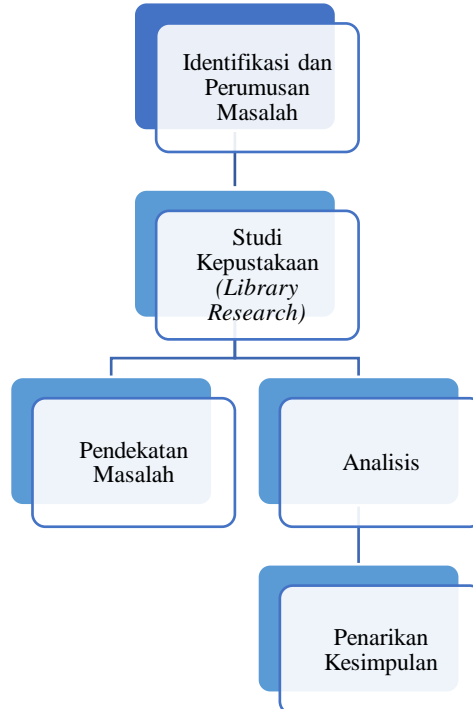 Identifikasi dan
Perumusan
Masalah
Studi
Kepustakaan
(Library
Research)
Pendekatan
Masalah
Analisis
Penarikan
Kesimpulan